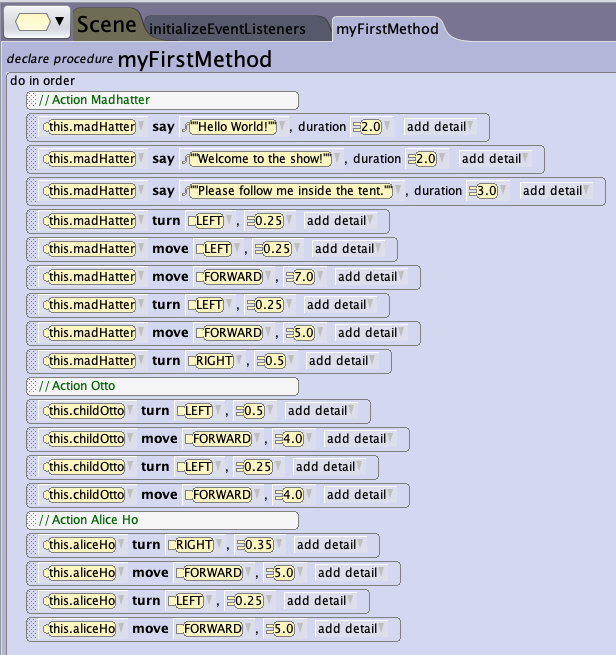 Scene initializeEventListeners myFirstMethod
declare procedure myFirstMethod
do in order
// Action Madhatter
this.madHatter say ""Hello World!"" , duration 2.0 add detail
this.madHatter say ""Welcome to the show!"" , duration 2.0 add detail
this.madHatter say ""Please follow me inside the tent."" , duration 3.0 add detail
this.madHatter turn LEFT , 0.25 add detail
this.madHatter move LEFT , 0.25 add detail
this.madHatter move FORWARD , 7.0 add detail
this.madHatter turn LEFT , 0.25 add detail
this.madHatter move FORWARD , 5.0 add detail
this.madHatter turn RIGHT , 0.5 add detail
// Action Otto
this.childOtto turn LEFT , 0.5 add detail
this.childOtto move FORWARD , 4.0 add detail
this.childOtto turn LEFT , 0.25 add detail
this.childOtto move FORWARD , 4.0 add detail
// Action Alice Ho
this.aliceHo turn RIGHT , 0.35 add detail
this.aliceHo move FORWARD , 5.0 add detail
this.aliceHo turn LEFT , 0.25 add detail
this.aliceHo move FORWARD , 5.0 add detail